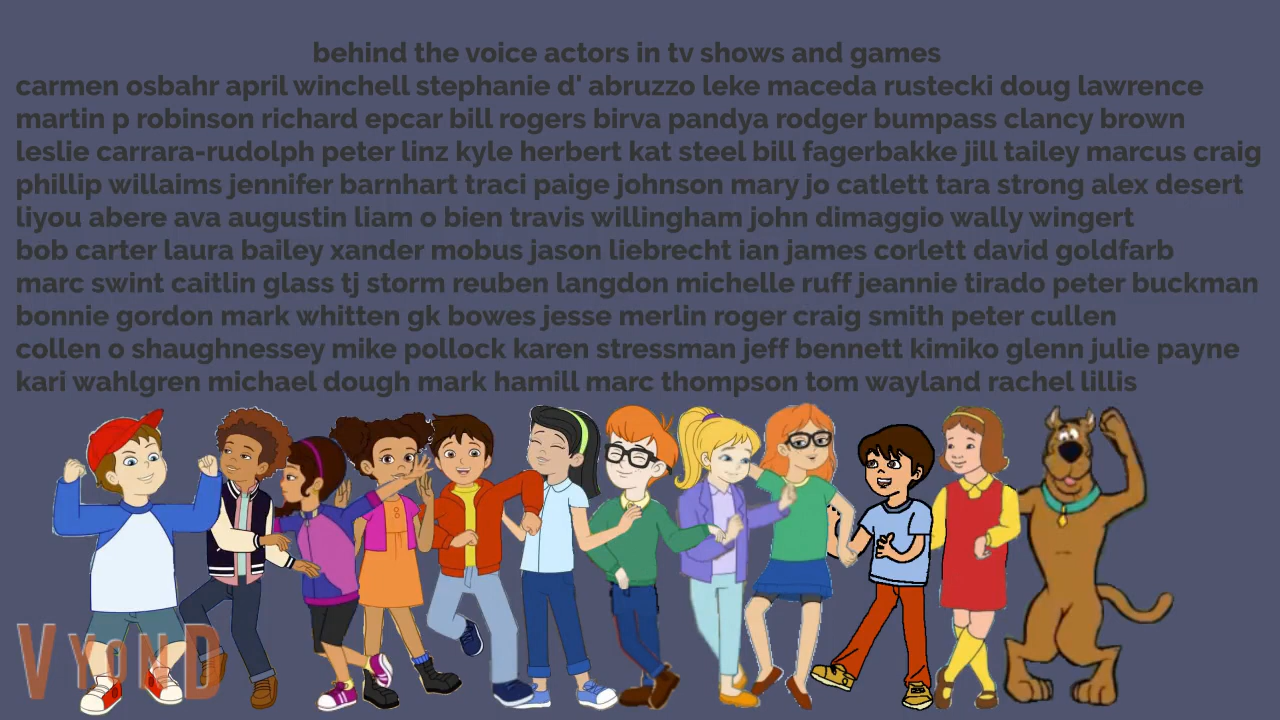 behind the voice actors in tv shows and games
carmen osbahr april winchell stephanie d' abruzzo leke maceda rustecki doug lawrence
martin p robinson richard epcar bill rogers birva pandya rodger bumpass clancy brown
leslie carrara-rudolph peter linz kyle herbert kat steel bill fagerbakke jill tailey marcus craig
phillip willaims jennifer barnhart traci paige johnson mary jo catlett tara strong alex desert
liyou abere ava augustin liam o bien travis willingham john dimaggio wally wingert
bob carter laura bailey xander mobus jason liebrecht ian james corlett david goldfarb
marc swint caitlin glass tj storm reuben langdon michelle ruff jeannie tirado peter buckman
bonnie gordon mark whitten gk bowes jesse merlin roger craig smith peter cullen
collen o shaughnessey mike pollock karen stressman jeff bennett kimiko glenn julie payne
kari wahlgren michael dough mark hamill marc thompson tom wayland rachel lillis
VYOND